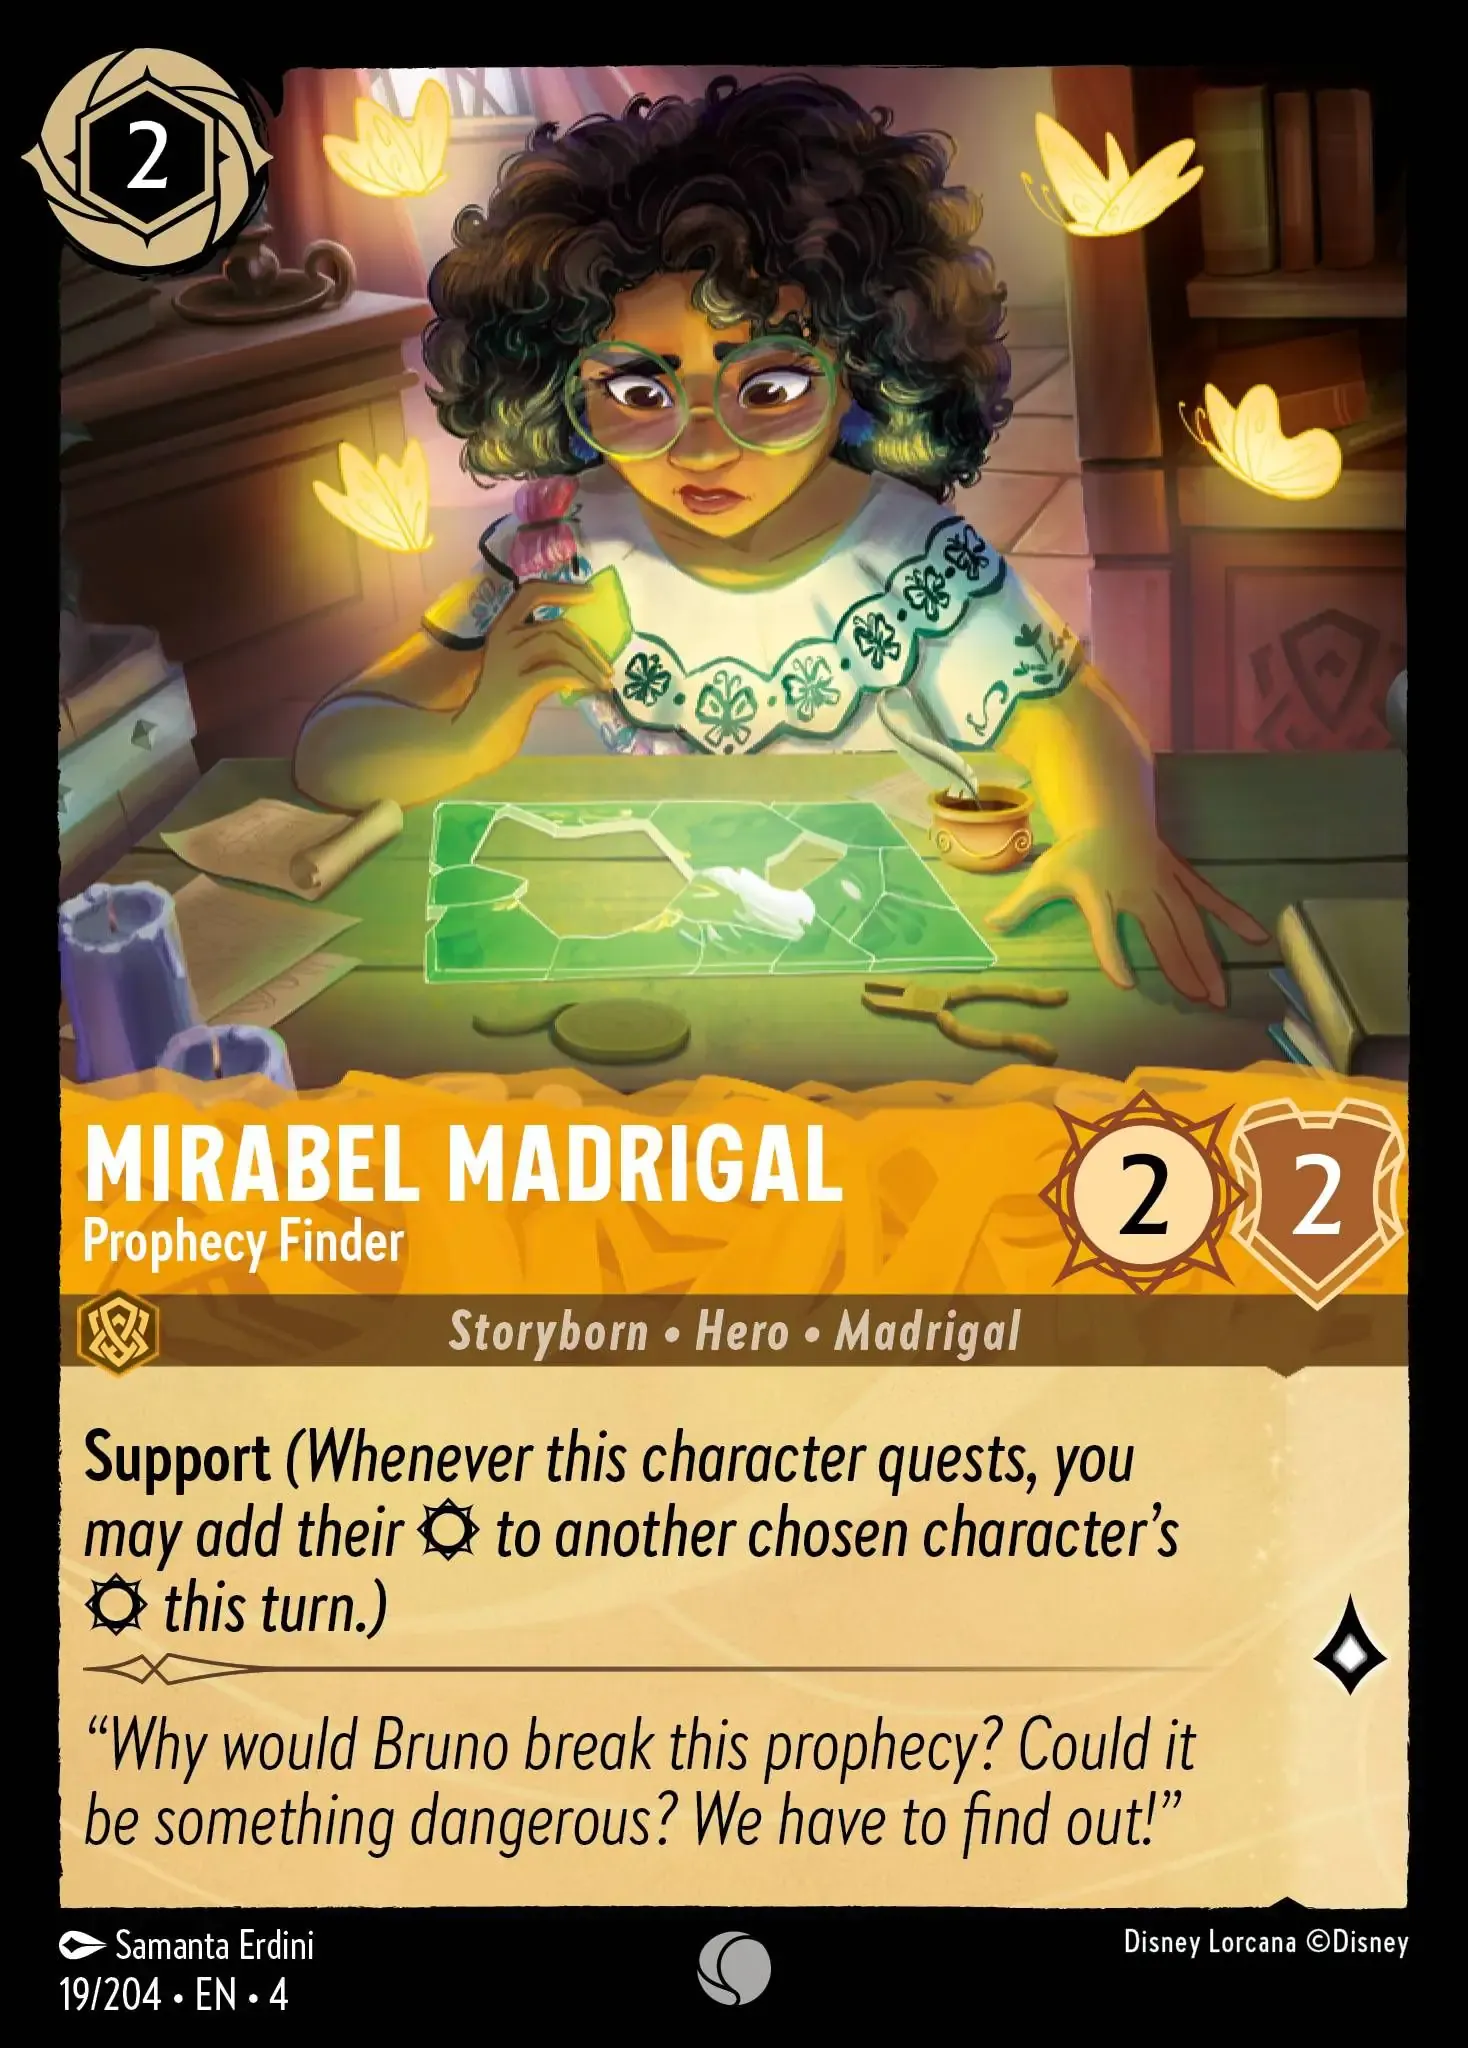 2
MIRABEL MADRIGAL
Prophecy Finder
2 2
Storyborn • Hero • Madrigal
Support (Whenever this character quests, you
may add their to another chosen character’s
this turn.)
“Why would Bruno break this prophecy? Could it
be something dangerous? We have to find out!”
Samanta Erdini
19/204 • EN • 4
Disney Lorcana ©Disney